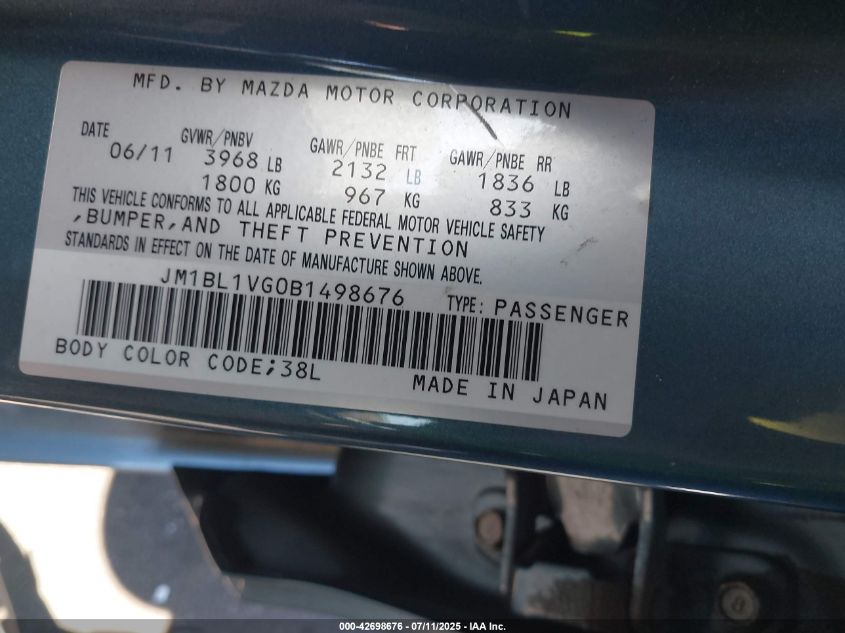 MFD. BY MAZDA MOTOR CORPORATION
DATE GVWR/PNBV GAWR/PNBE FRT GAWR/PNBE RR
06/11 3968 LB 2132 LB 1836 LB
1800 KG 967 KG 833 KG
THIS VEHICLE CONFORMS TO ALL APPLICABLE FEDERAL MOTOR VEHICLE SAFETY
,BUMPER,AND THEFT PREVENTION
STANDARDS IN EFFECT ON THE DATE OF MANUFACTURE SHOWN ABOVE.
JM1BL1VG0B1498676 TYPE: PASSENGER
BODY COLOR CODE;38L
MADE IN JAPAN
000-42698676 - 07/11/2025 - IAA Inc.